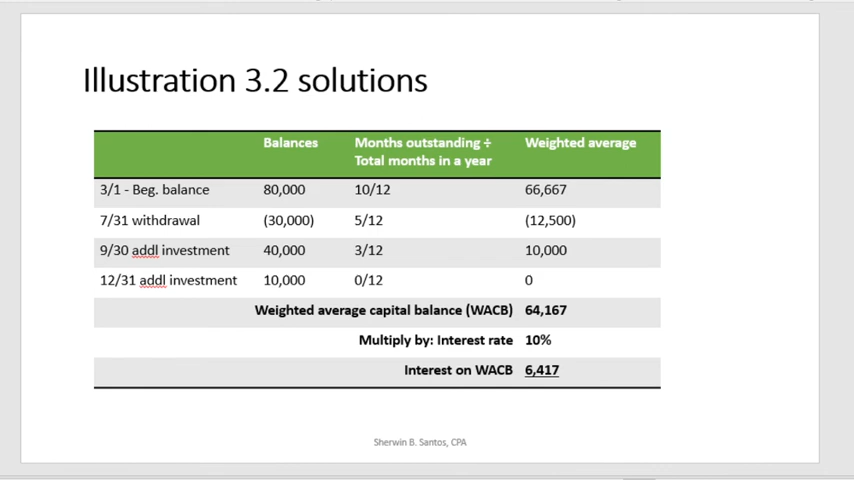 Illustration 3.2 solutions
Balances Months outstanding ÷ Weighted average
Total months in a year
3/1 - Beg. balance 80,000 10/12 66,667
7/31 withdrawal (30,000) 5/12 (12,500)
9/30 addl investment 40,000 3/12 10,000
12/31 addl investment 10,000 0/12 0
Weighted average capital balance (WACB) 64,167
Multiply by: Interest rate 10%
Interest on WACB 6,417
Sherwin B. Santos, CPA